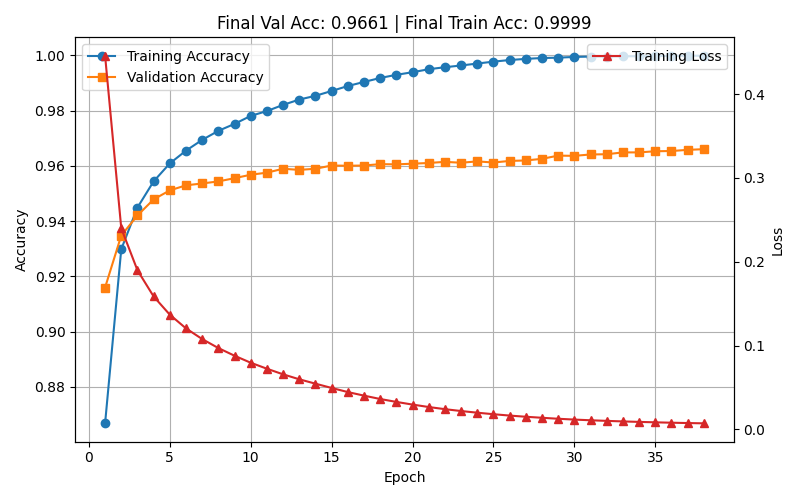 Final Val Acc: 0.9661 | Final Train Acc: 0.9999
Training Accuracy
Validation Accuracy
Training Loss
1.00
0.98
0.96
0.94
0.92
0.90
0.88
Accuracy
0.4
0.3
0.2
0.1
0.0
Loss
0 5 10 15 20 25 30 35
Epoch